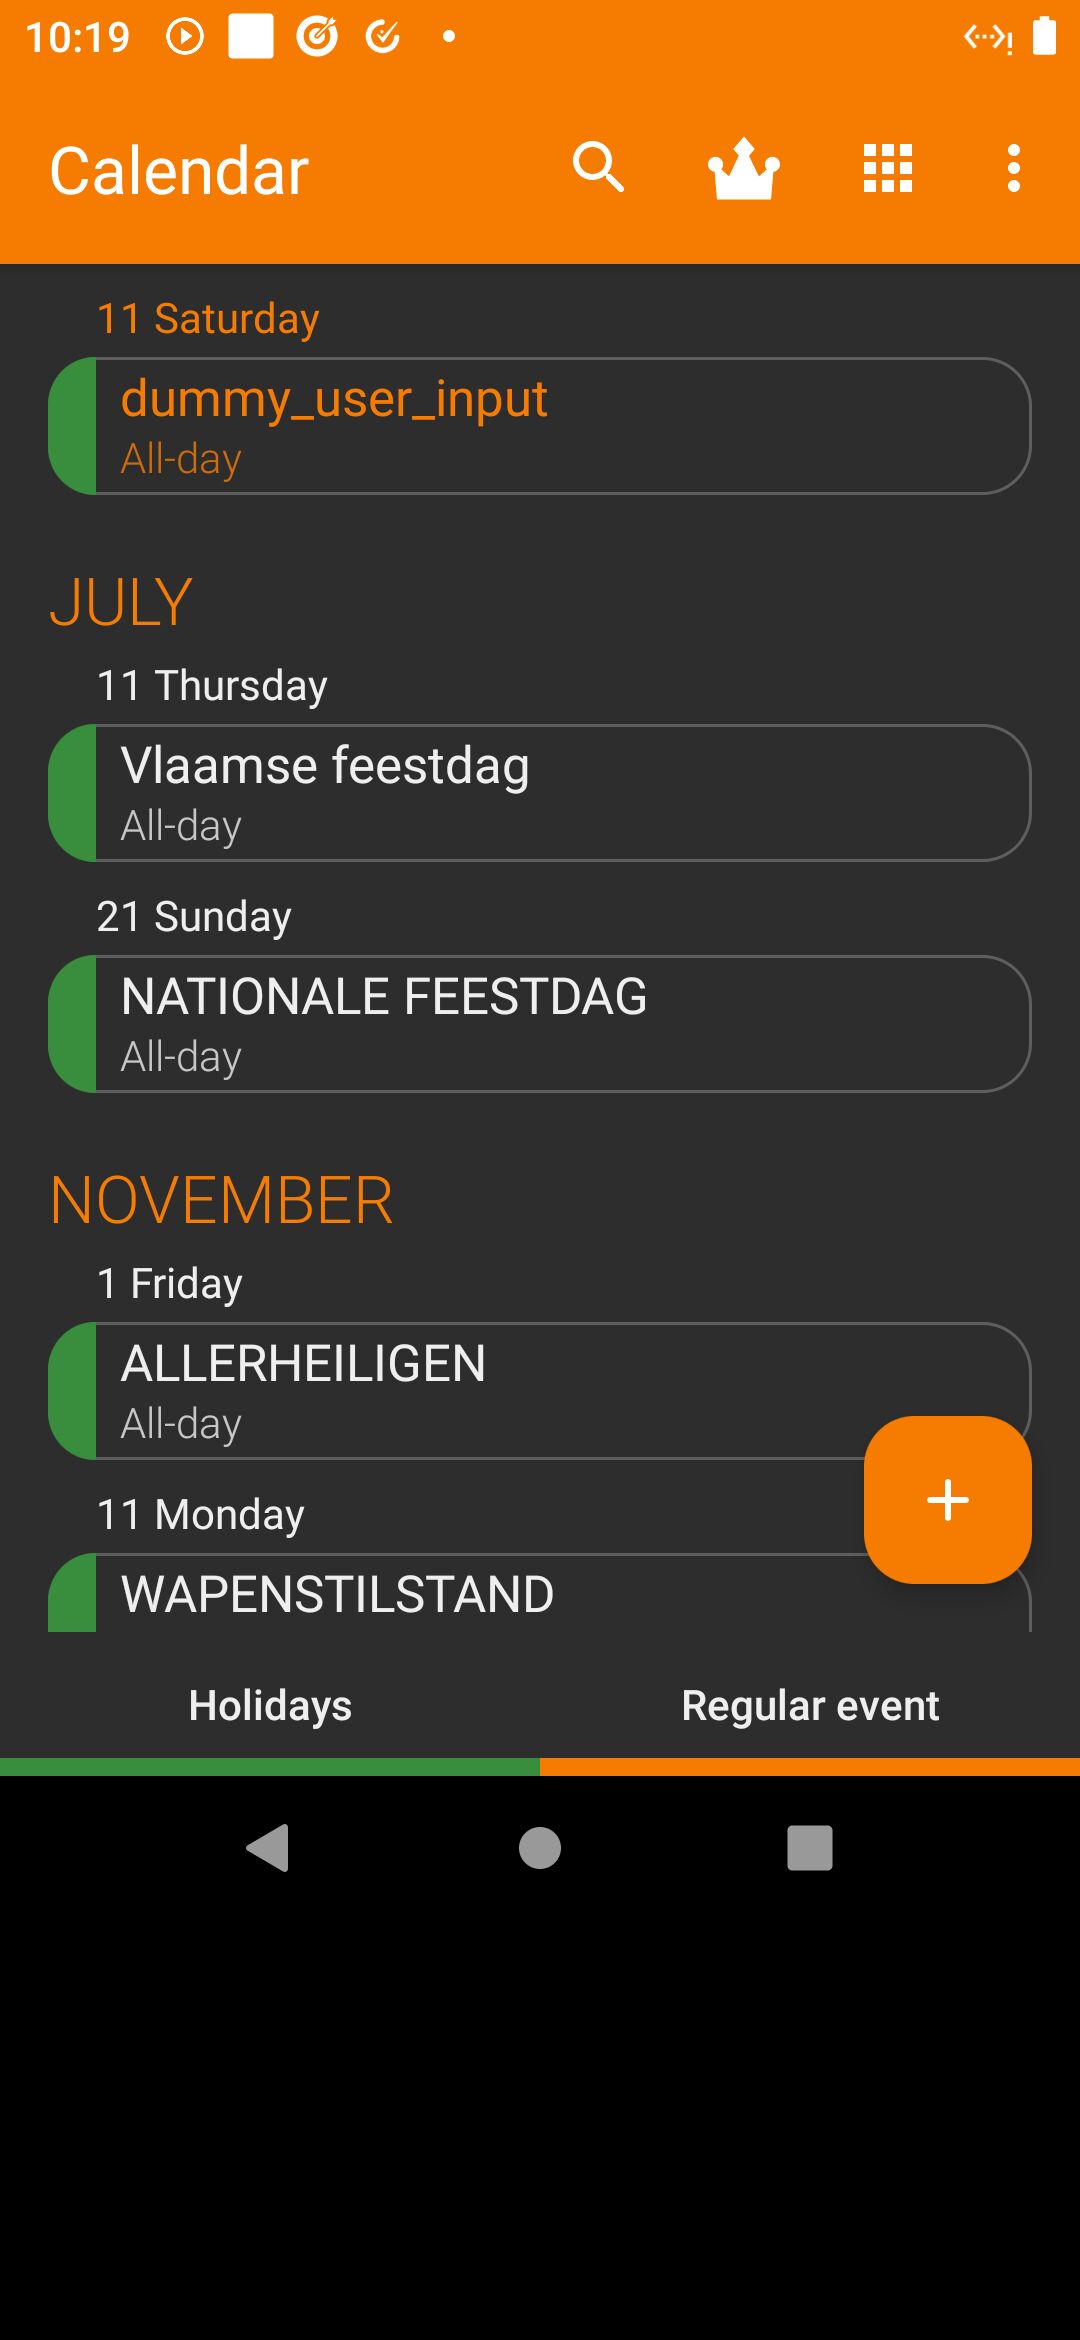 10:19
Calendar
11 Saturday
dummy_user_input
All-day
JULY
11 Thursday
Vlaamse feestdag
All-day
21 Sunday
NATIONALE FEESTDAG
All-day
NOVEMBER
1 Friday
ALLERHEILIGEN
All-day
11 Monday
WAPENSTILSTAND
Holidays
Regular event